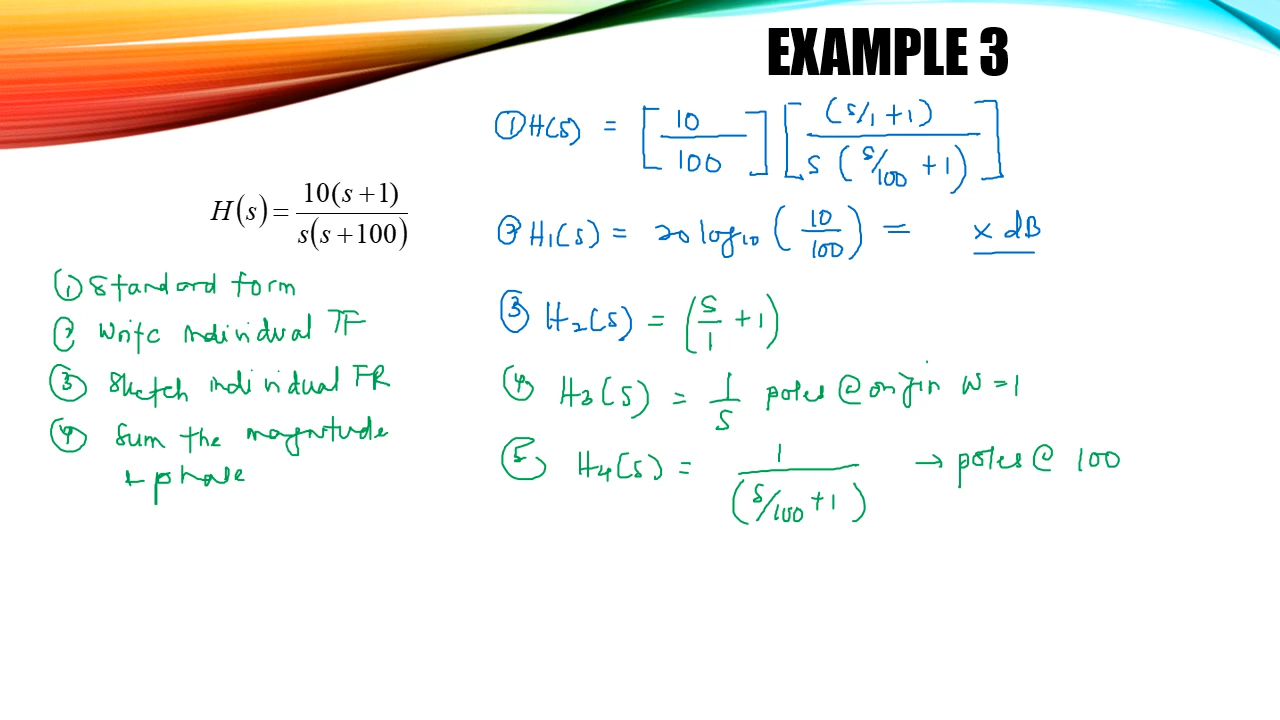 EXAMPLE 3
H(s) = 10(s+1) / s(s+100)
① Standard form
② Write individual TF
③ Sketch individual FR
④ Sum the magnitude
+ phase
① H(s) = [10/100] [(s/1 + 1) / s (s/100 + 1)]
② H₁(s) = 20 log₁₀ (10/100) = x dB
③ H₂(s) = (s/1 + 1)
④ H₃(s) = 1/s poles @ origin w = 1
⑤ H₄(s) = 1/(s/100 + 1) → poles @ 100